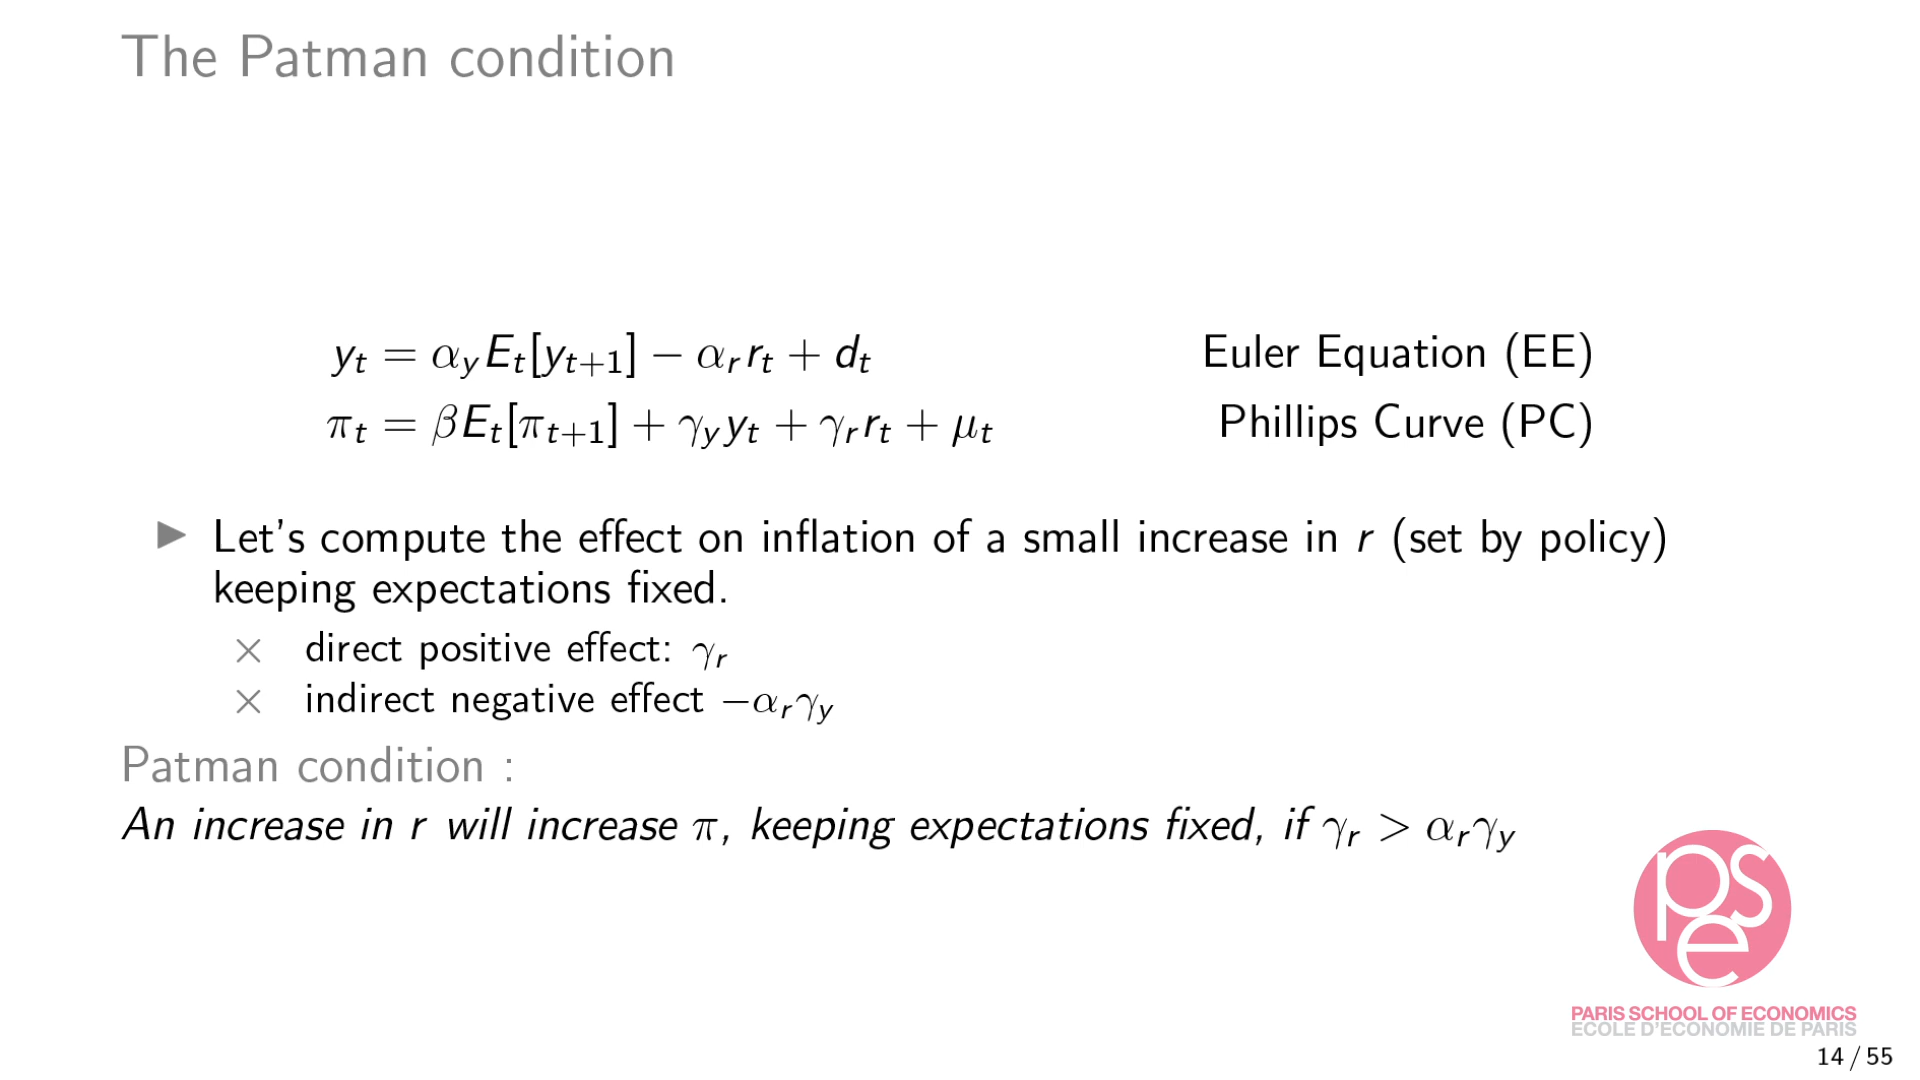 The Patman condition
y_t = α_y E_t[y_{t+1}] − α_r r_t + d_t Euler Equation (EE)
π_t = βE_t[π_{t+1}] + γ_y y_t + γ_r r_t + μ_t Phillips Curve (PC)
▶ Let's compute the effect on inflation of a small increase in r (set by policy)
keeping expectations fixed.
× direct positive effect: γ_r
× indirect negative effect −α_r γ_y
Patman condition :
An increase in r will increase π, keeping expectations fixed, if γ_r > α_r γ_y
pse
PARIS SCHOOL OF ECONOMICS
ECOLE D'ECONOMIE DE PARIS
14 / 55